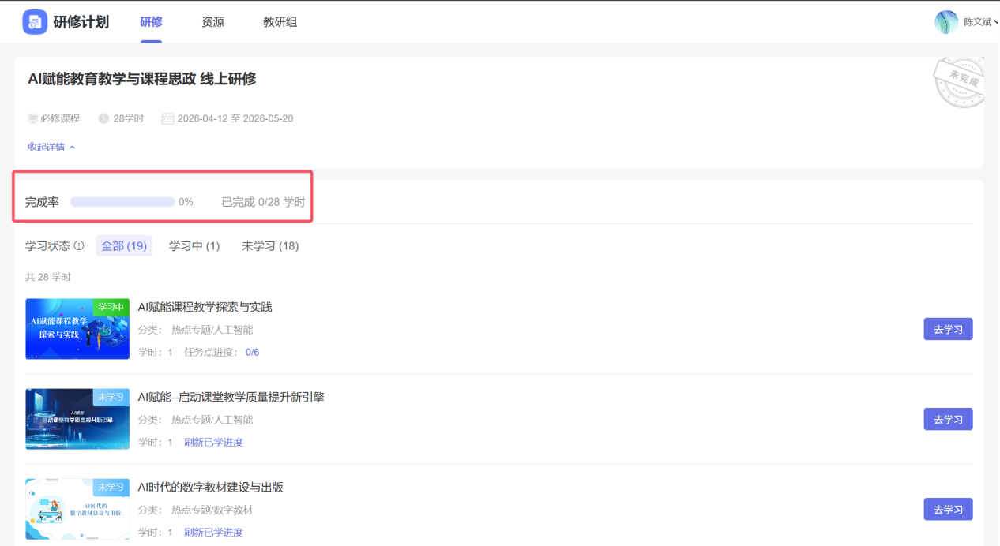 研修计划 研修 资源 教研组 陈文斌
AI赋能教育教学与课程思政 线上研修
未完成
必修课程 28学时 2026-04-12 至 2026-05-20
收起详情
完成率 0% 已完成 0/28 学时
学习状态 全部 (19) 学习中 (1) 未学习 (18)
共 28 学时
学习中
AI赋能课程教学
探索与实践
AI赋能课程教学探索与实践
分类： 热点专题/人工智能
学时： 1 任务点进度： 0/6
去学习
未学习
AI赋能
启动课堂教学质量提升新引擎
AI赋能--启动课堂教学质量提升新引擎
分类： 热点专题/人工智能
学时： 1 刷新已学进度
去学习
未学习
AI时代的
数字教材建设与出版
AI时代的数字教材建设与出版
分类： 热点专题/数字教材
学时： 1 刷新已学进度
去学习